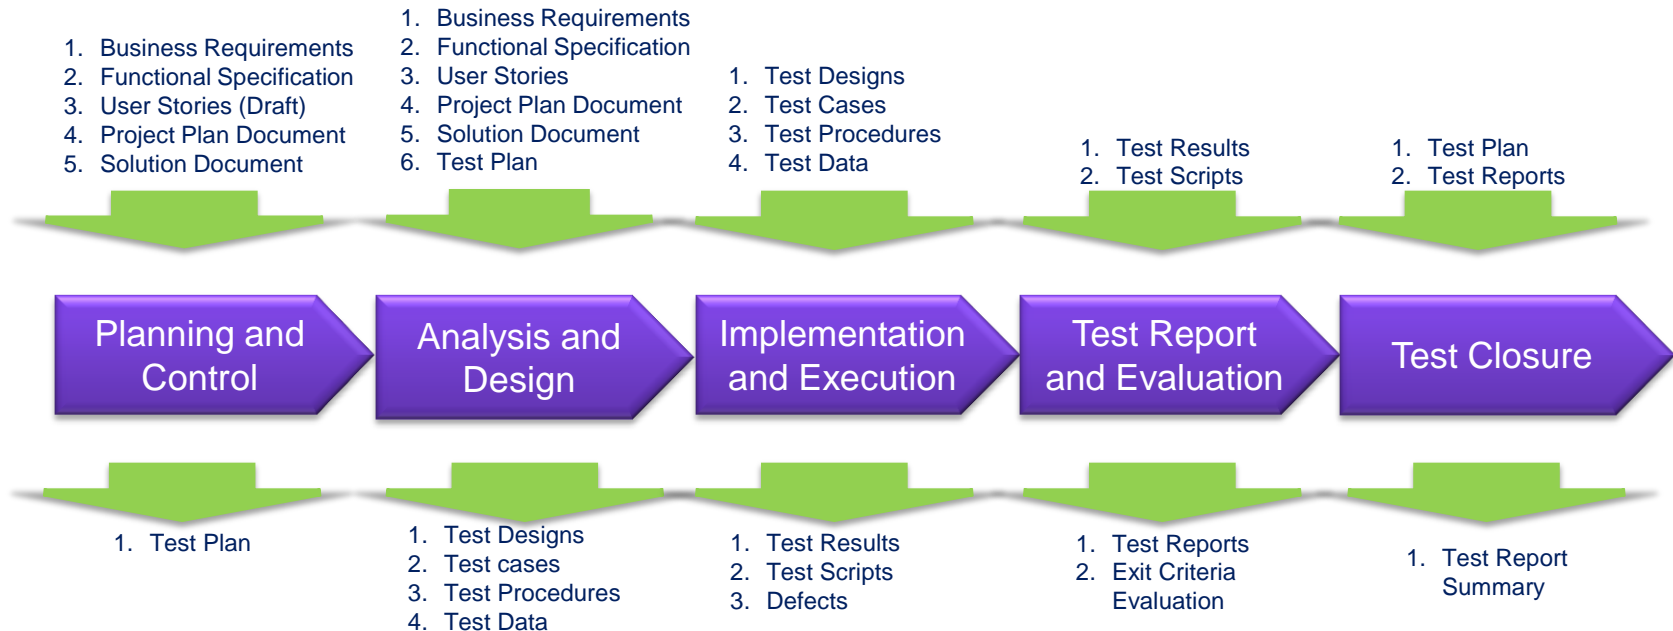 1. Business Requirements
2. Functional Specification
3. User Stories (Draft)
4. Project Plan Document
5. Solution Document
1. Business Requirements
2. Functional Specification
3. User Stories
4. Project Plan Document
5. Solution Document
6. Test Plan
1. Test Designs
2. Test Cases
3. Test Procedures
4. Test Data
1. Test Results
2. Test Scripts
1. Test Plan
2. Test Reports
Planning and
Control
Analysis and
Design
Implementation
and Execution
Test Report
and Evaluation
Test Closure
1. Test Plan
1. Test Designs
2. Test cases
3. Test Procedures
4. Test Data
1. Test Results
2. Test Scripts
3. Defects
1. Test Reports
2. Exit Criteria
Evaluation
1. Test Report
Summary